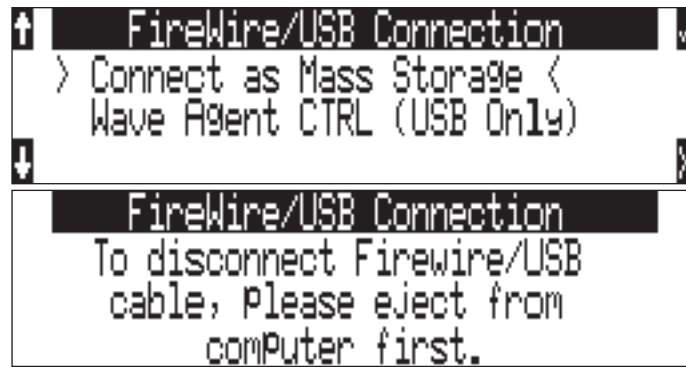 FireWire/USB Connection
> Connect as Mass Storage <
Wave Agent CTRL (USB Only)
FireWire/USB Connection
To disconnect Firewire/USB
cable, please eject from
computer first.